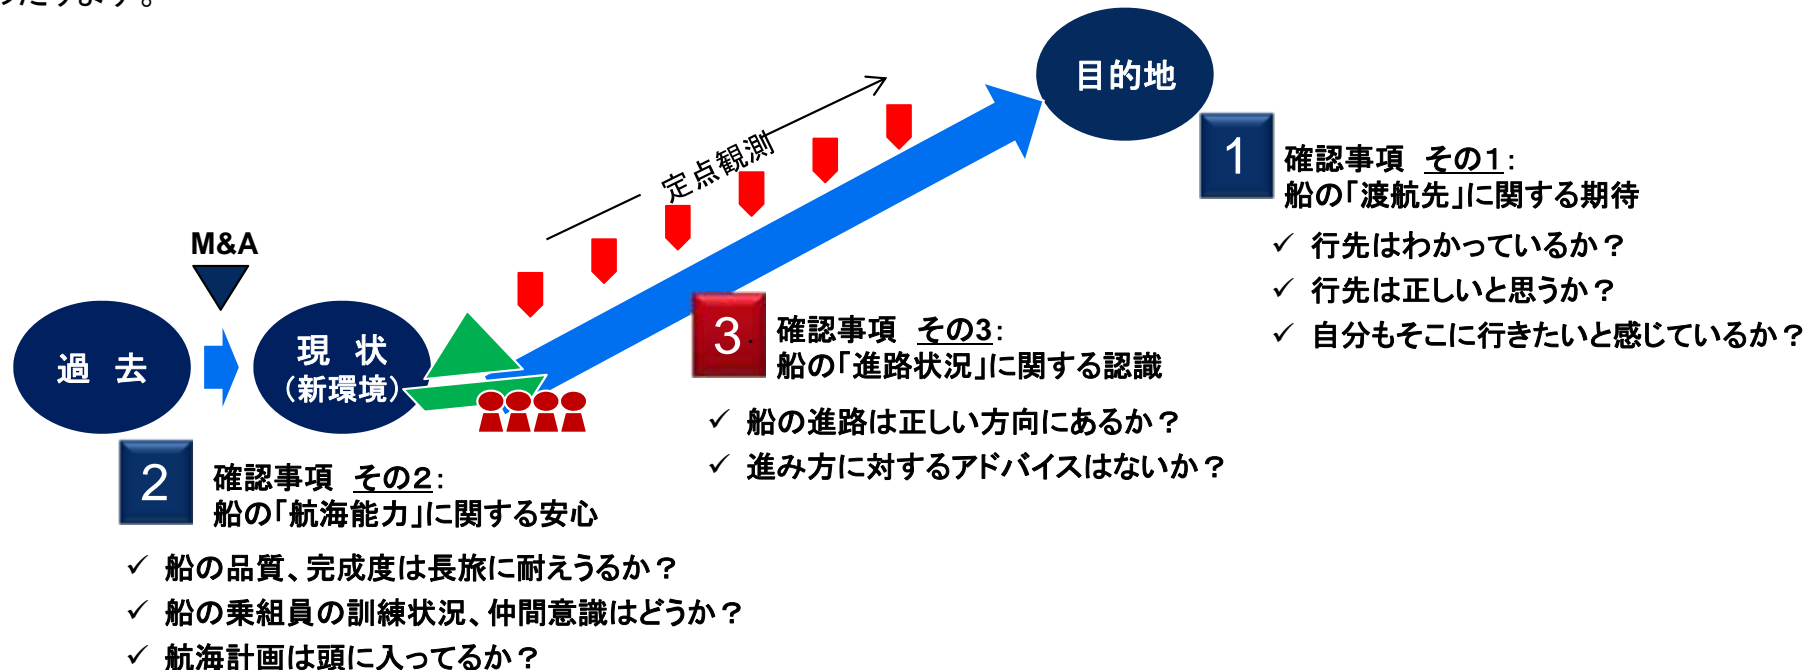 目的地
定点観測
1
確認事項 その1:
船の「渡航先」に関する期待
✓ 行先はわかっているか？
✓ 行先は正しいと思うか？
✓ 自分もそこに行きたいと感じているか？
M&A
過 去
現 状
（新環境）
3
確認事項 その3:
船の「進路状況」に関する認識
✓ 船の進路は正しい方向にあるか？
✓ 進み方に対するアドバイスはないか？
2
確認事項 その2:
船の「航海能力」に関する安心
✓ 船の品質、完成度は長旅に耐えうるか？
✓ 船の乗組員の訓練状況、仲間意識はどうか？
✓ 航海計画は頭に入ってるか？